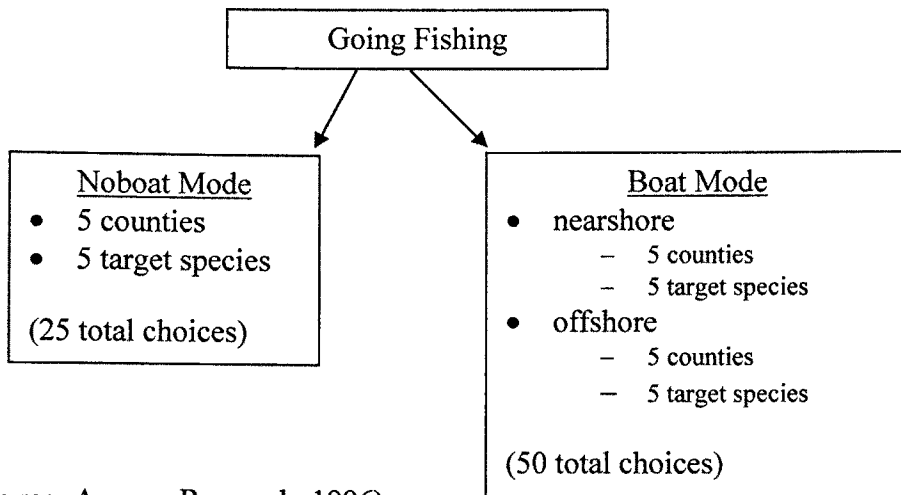 Going Fishing
Noboat Mode
• 5 counties
• 5 target species
(25 total choices)
Boat Mode
• nearshore
– 5 counties
– 5 target species
• offshore
– 5 counties
– 5 target species
(50 total choices)
1996)